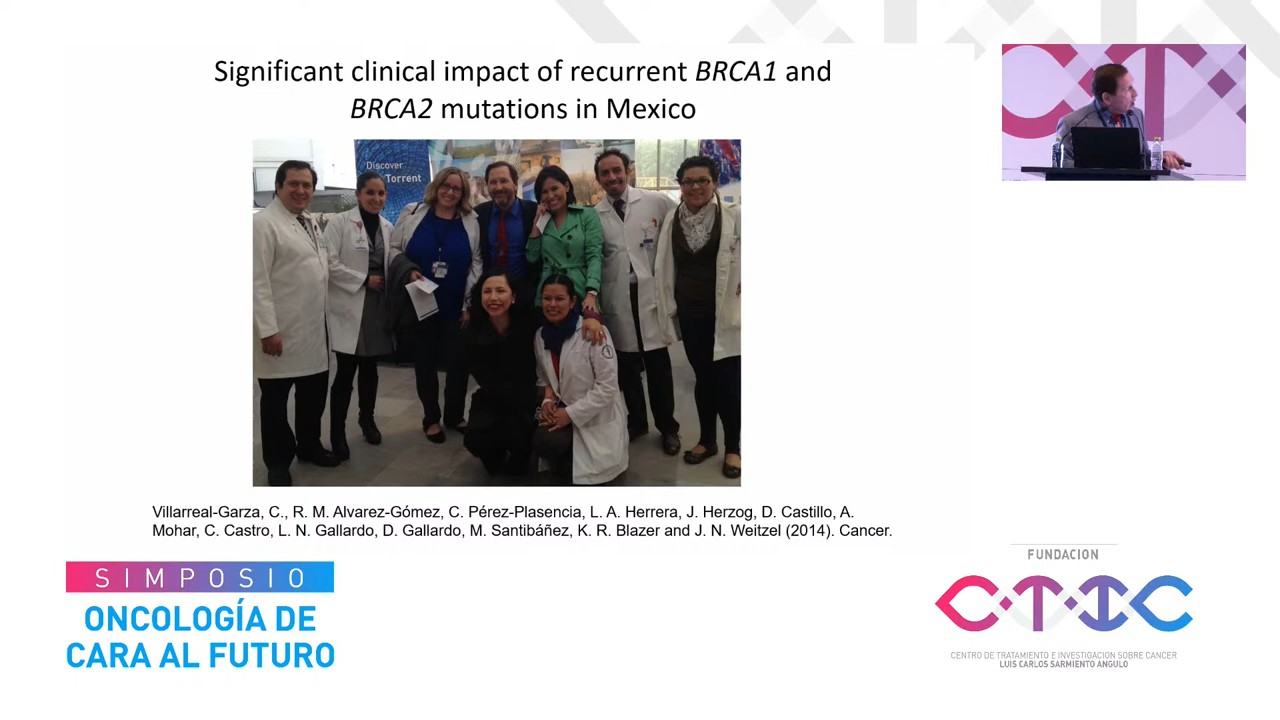 Significant clinical impact of recurrent BRCA1 and
BRCA2 mutations in Mexico
Discover
Torrent
Villarreal-Garza, C., R. M. Alvarez-Gómez, C. Pérez-Plasencia, L. A. Herrera, J. Herzog, D. Castillo, A.
Mohar, C. Castro, L. N. Gallardo, D. Gallardo, M. Santibáñez, K. R. Blazer and J. N. Weitzel (2014). Cancer.
SIMPOSIO
ONCOLOGÍA DE
CARA AL FUTURO
FUNDACION
CTIC
CENTRO DE TRATAMIENTO E INVESTIGACION SOBRE CANCER
LUIS CARLOS SARMIENTO ANGULO